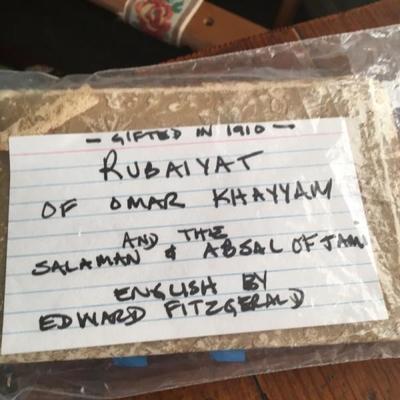 - GIFTED IN 1910 -
RUBAIYAT
OF OMAR KHAYYAM
AND THE
SALAMAN & ABSAL OF JAMI
ENGLISH BY
EDWARD FITZGERALD